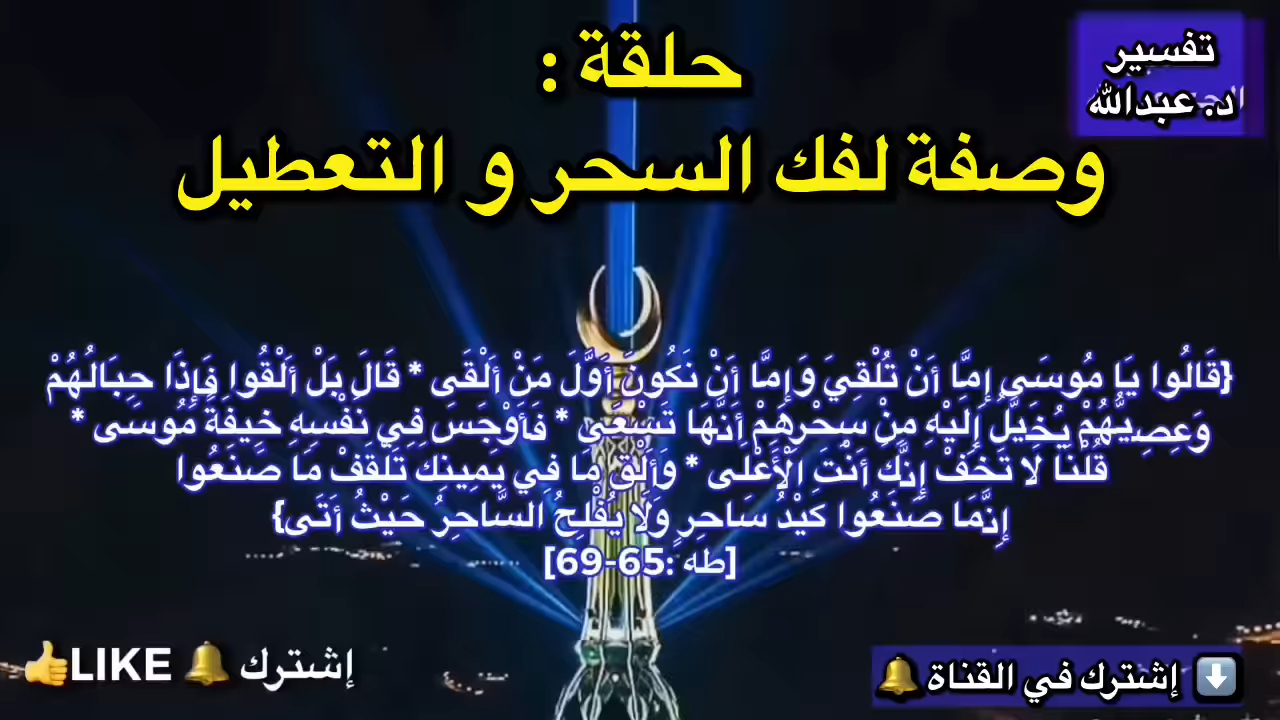 حلقة :
وصفة لفك السحر و التعطيل
تفسير
د. عبدالله
{قَالُوا يَا مُوسَى إِمَّا أَنْ تُلْقِيَ وَإِمَّا أَنْ نَكُونَ أَوَّلَ مَنْ أَلْقَى * قَالَ بَلْ أَلْقُوا فَإِذَا حِبَالُهُمْ
وَعِصِيُّهُمْ يُخَيَّلُ إِلَيْهِ مِنْ سِحْرِهِمْ أَنَّهَا تَسْعَى * فَأَوْجَسَ فِي نَفْسِهِ خِيفَةً مُوسَى *
قُلْنَا لَا تَخَفْ إِنَّكَ أَنْتَ الْأَعْلَى * وَأَلْقِ مَا فِي يَمِينِكَ تَلْقَفْ مَا صَنَعُوا
إِنَّمَا صَنَعُوا كَيْدُ سَاحِرٍ وَلَا يُفْلِحُ السَّاحِرُ حَيْثُ أَتَى}
[طه :65-69]
👍LIKE 🔔 إشترك
⬇️ إشترك في القناة🔔